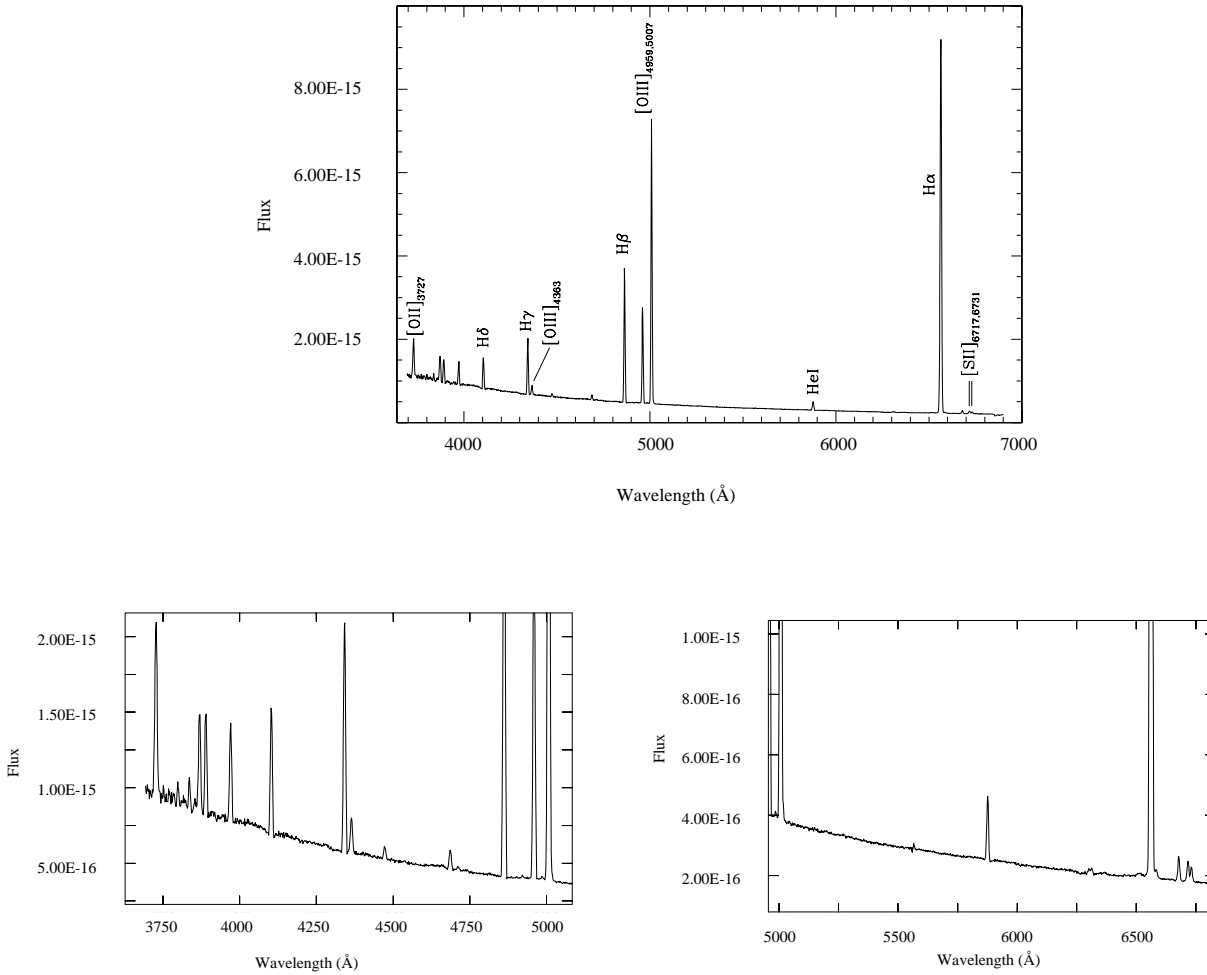 [OIII]4959,5007
8.00E-15
6.00E-15
Hα
Flux
4.00E-15
Hβ
[OII]3727
Hγ
[OIII]4363
[SII]6717,6731
2.00E-15
Hδ
HeI
4000 5000 6000 7000
Wavelength (Å)
2.00E-15
1.50E-15
Flux
1.00E-15
5.00E-16
3750 4000 4250 4500 4750 5000
Wavelength (Å)
1.00E-15
8.00E-16
Flux
6.00E-16
4.00E-16
2.00E-16
5000 5500 6000 6500
Wavelength (Å)